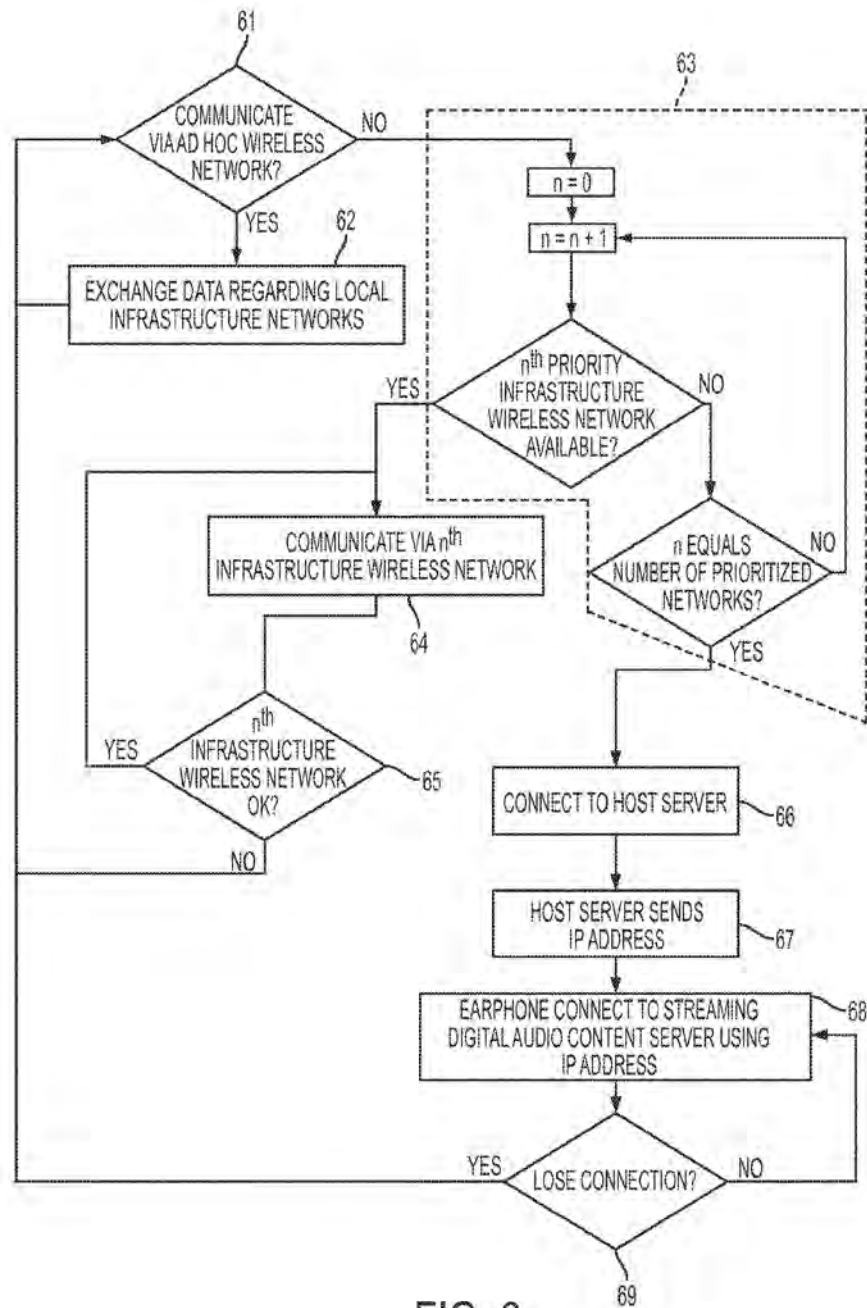 61
COMMUNICATE
VIA AD HOC WIRELESS
NETWORK?
NO
YES
62
EXCHANGE DATA REGARDING LOCAL
INFRASTRUCTURE NETWORKS
63
n = 0
n = n + 1
nth PRIORITY
INFRASTRUCTURE
WIRELESS NETWORK
AVAILABLE?
YES
NO
n EQUALS
NUMBER OF PRIORITIZED
NETWORKS?
NO
YES
COMMUNICATE VIA nth
INFRASTRUCTURE WIRELESS NETWORK
64
nth
INFRASTRUCTURE
WIRELESS NETWORK
OK?
YES
65
NO
CONNECT TO HOST SERVER
66
HOST SERVER SENDS
IP ADDRESS
67
EARPHONE CONNECT TO STREAMING
DIGITAL AUDIO CONTENT SERVER USING
IP ADDRESS
68
LOSE CONNECTION?
YES
NO
69
FIG.